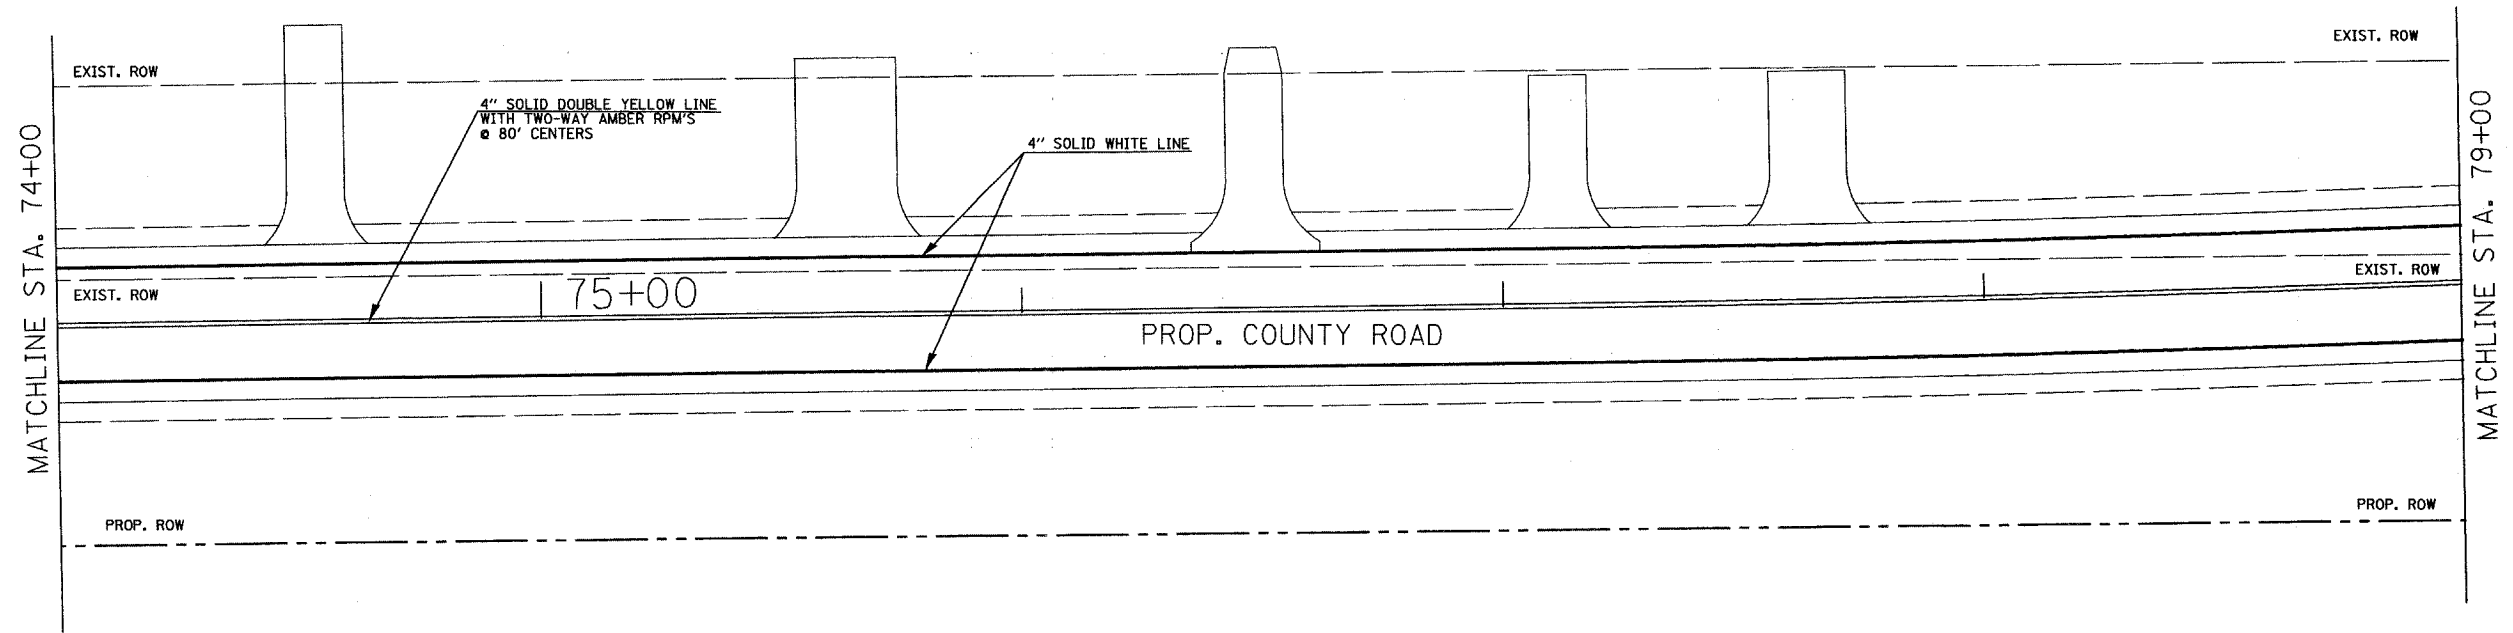 EXIST. ROW
EXIST. ROW
4" SOLID DOUBLE YELLOW LINE
WITH TWO-WAY AMBER RPM'S
@ 80' CENTERS
4" SOLID WHITE LINE
MATCHLINE STA. 74+00
MATCHLINE STA. 79+00
EXIST. ROW
75+00
EXIST. ROW
PROP. COUNTY ROAD
PROP. ROW
PROP. ROW